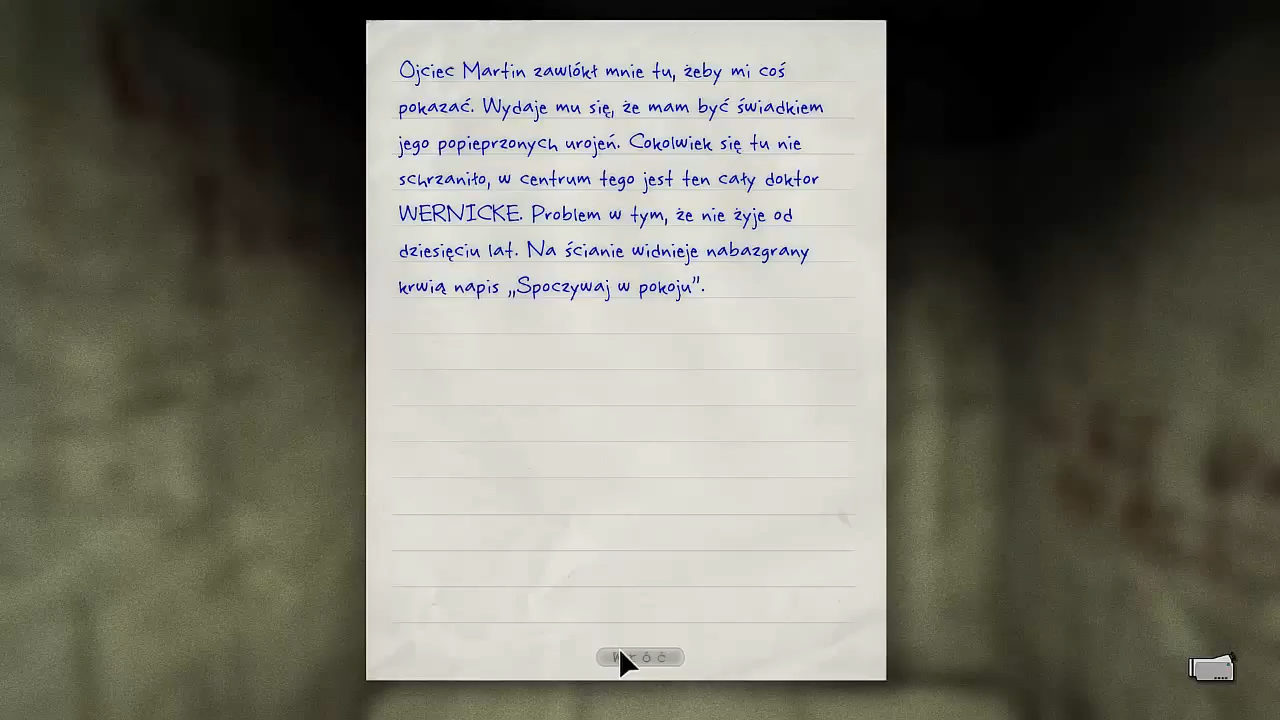 Ojciec Martin zawlókł mnie tu, żeby mi coś
pokazać. Wydaje mu się, że mam być świadkiem
jego popieprzonych urojeń. Cokolwiek się tu nie
schrzaniło, w centrum tego jest ten cały doktor
WERNICKE. Problem w tym, że nie żyje od
dziesięciu lat. Na ścianie widnieje nabazgrany
krwią napis „Spoczywaj w pokoju”.
Wróć